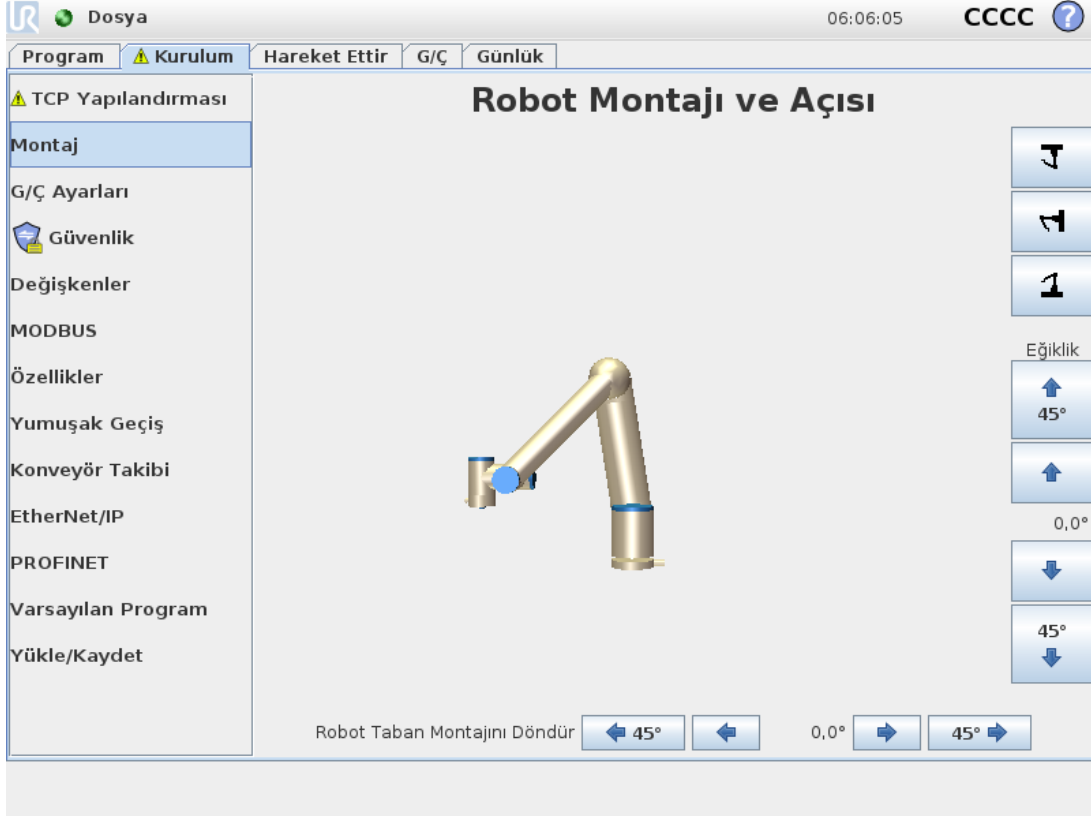 UR Dosya 06:06:05 CCCC ?
Program Kurulum Hareket Ettir G/Ç Günlük
TCP Yapılandırması
Robot Montajı ve Açısı
Montaj
G/Ç Ayarları
Güvenlik
Değişkenler
MODBUS
Özellikler
Yumuşak Geçiş
Konveyör Takibi
EtherNet/IP
PROFINET
Varsayılan Program
Yükle/Kaydet
Eğiklik
45°
0,0°
45°
Robot Taban Montajını Döndür 45° 0,0° 45°